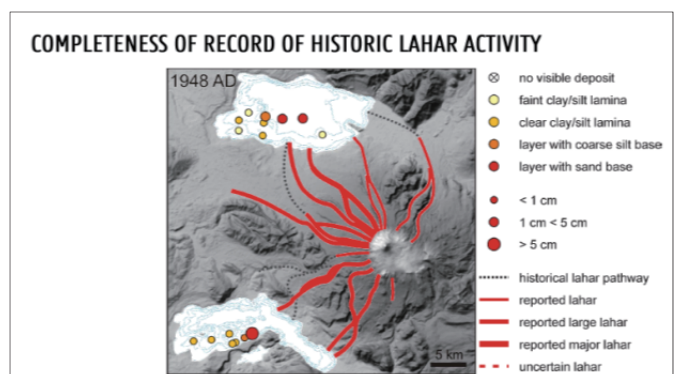 COMPLETENESS OF RECORD OF HISTORIC LAHAR ACTIVITY
1948 AD
no visible deposit
faint clay/silt lamina
clear clay/silt lamina
layer with coarse silt base
layer with sand base
< 1 cm
1 cm < 5 cm
> 5 cm
historical lahar pathway
reported lahar
reported large lahar
reported major lahar
uncertain lahar
5 km